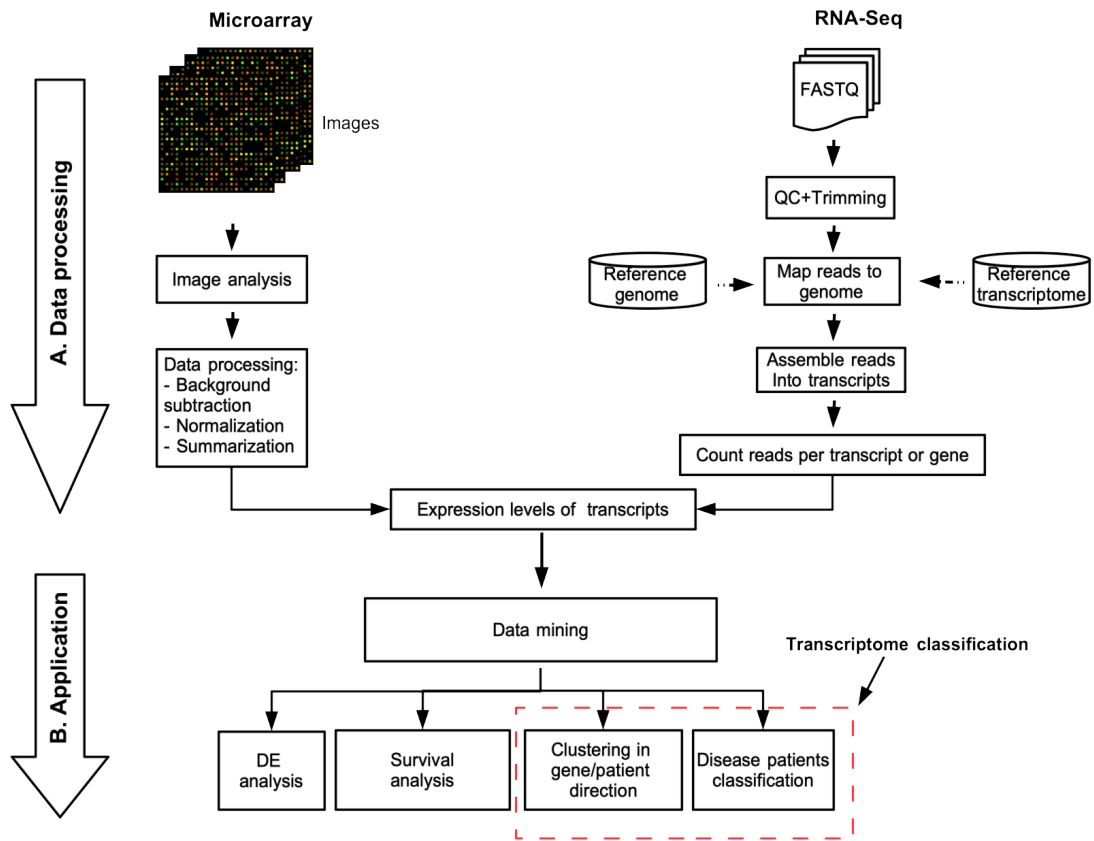 Microarray
RNA-Seq
Images
FASTQ
A. Data processing
QC+Trimming
Image analysis
Reference
genome
Map reads to
genome
Reference
transcriptome
Data processing:
- Background
subtraction
- Normalization
- Summarization
Assemble reads
Into transcripts
Count reads per transcript or gene
Expression levels of transcripts
B. Application
Data mining
Transcriptome classification
DE
analysis
Survival
analysis
Clustering in
gene/patient
direction
Disease patients
classification